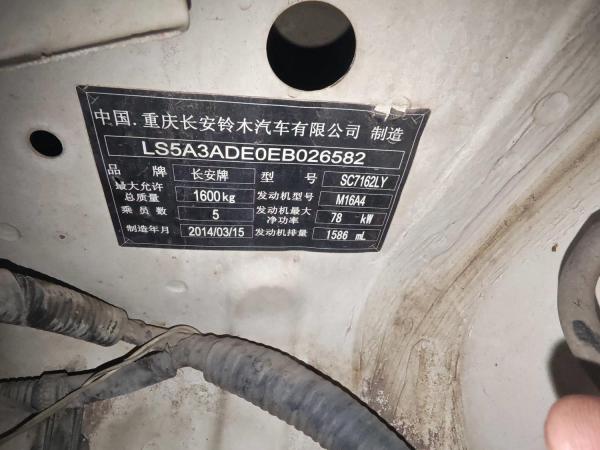 中国.重庆长安铃木汽车有限公司 制造
LS5A3ADE0EB026582
品牌 长安牌 型号 SC7162LY
最大允许总质量 1600kg 发动机型号 M16A4
乘员数 5 发动机最大净功率 78 kW
制造年月 2014/03/15 发动机排量 1586 mL